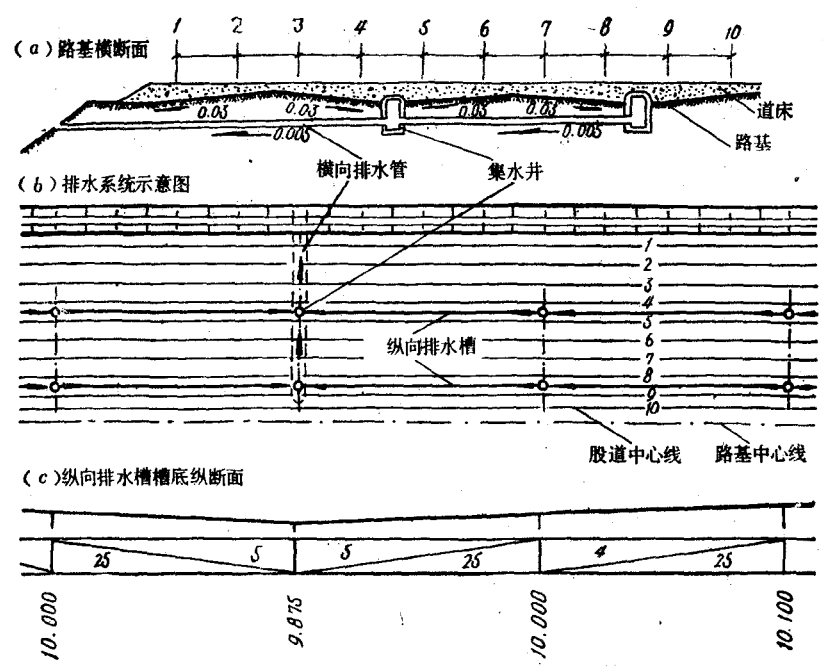 1 2 3 4 5 6 7 8 9 10
(a) 路基横断面
0.03 0.03 0.03 0.03
道床
0.005 0.005
路基
横向排水管 集水井
(b) 排水系统示意图
1
2
3
4
5
纵向排水槽
6
7
8
9
10
股道中心线 路基中心线
(c) 纵向排水槽槽底纵断面
25 5 5 25 4 25
10.000 9.875 10.000 10.100